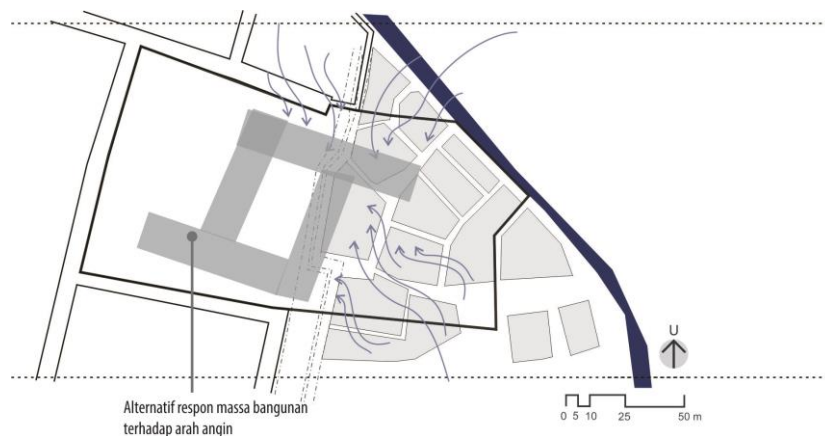 U
0 5 10 25 50 m
Alternatif respon massa bangunan
terhadap arah angin